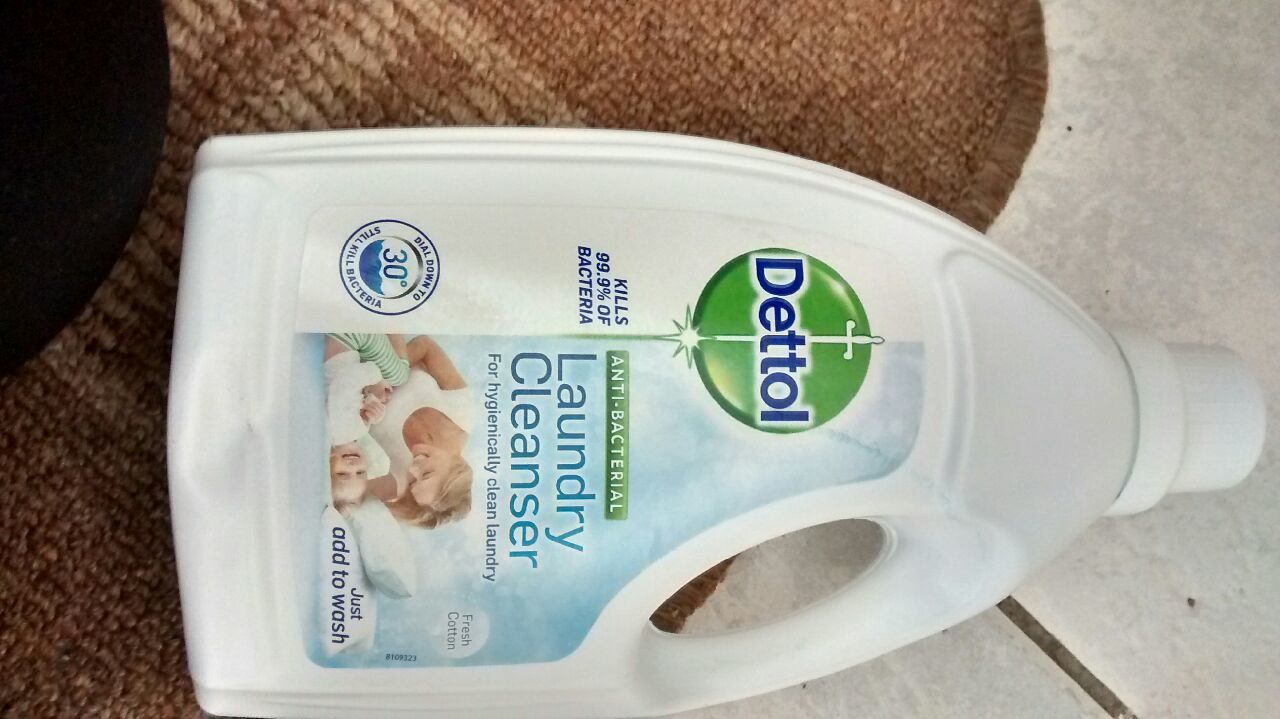 Dettol
KILLS
99.9% OF
BACTERIA
ANTI-BACTERIAL
Laundry
Cleanser
For hygienically clean laundry
DIAL DOWN TO
30°
STILL KILL BACTERIA
Fresh
Cotton
Just
add to wash
8109323